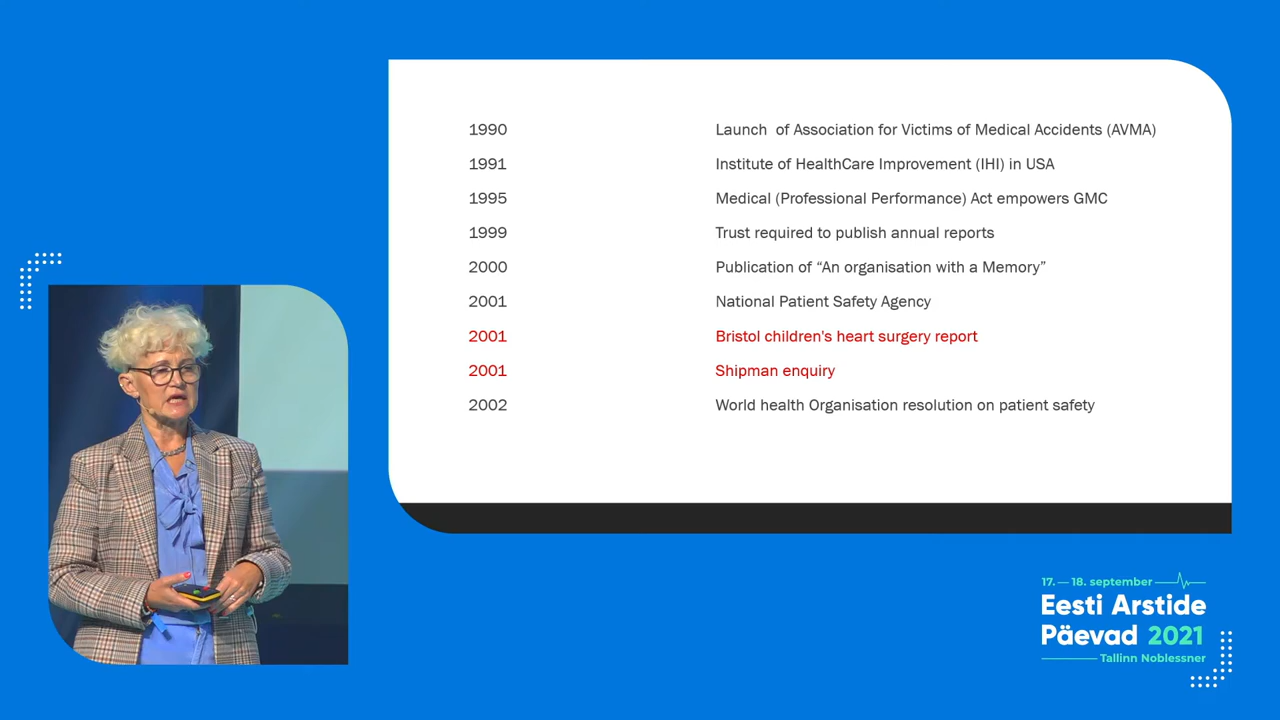 1990 Launch of Association for Victims of Medical Accidents (AVMA)
1991 Institute of HealthCare Improvement (IHI) in USA
1995 Medical (Professional Performance) Act empowers GMC
1999 Trust required to publish annual reports
2000 Publication of “An organisation with a Memory”
2001 National Patient Safety Agency
2001 Bristol children's heart surgery report
2001 Shipman enquiry
2002 World health Organisation resolution on patient safety
17.—18. september
Eesti Arstide
Päevad 2021
Tallinn Noblessner